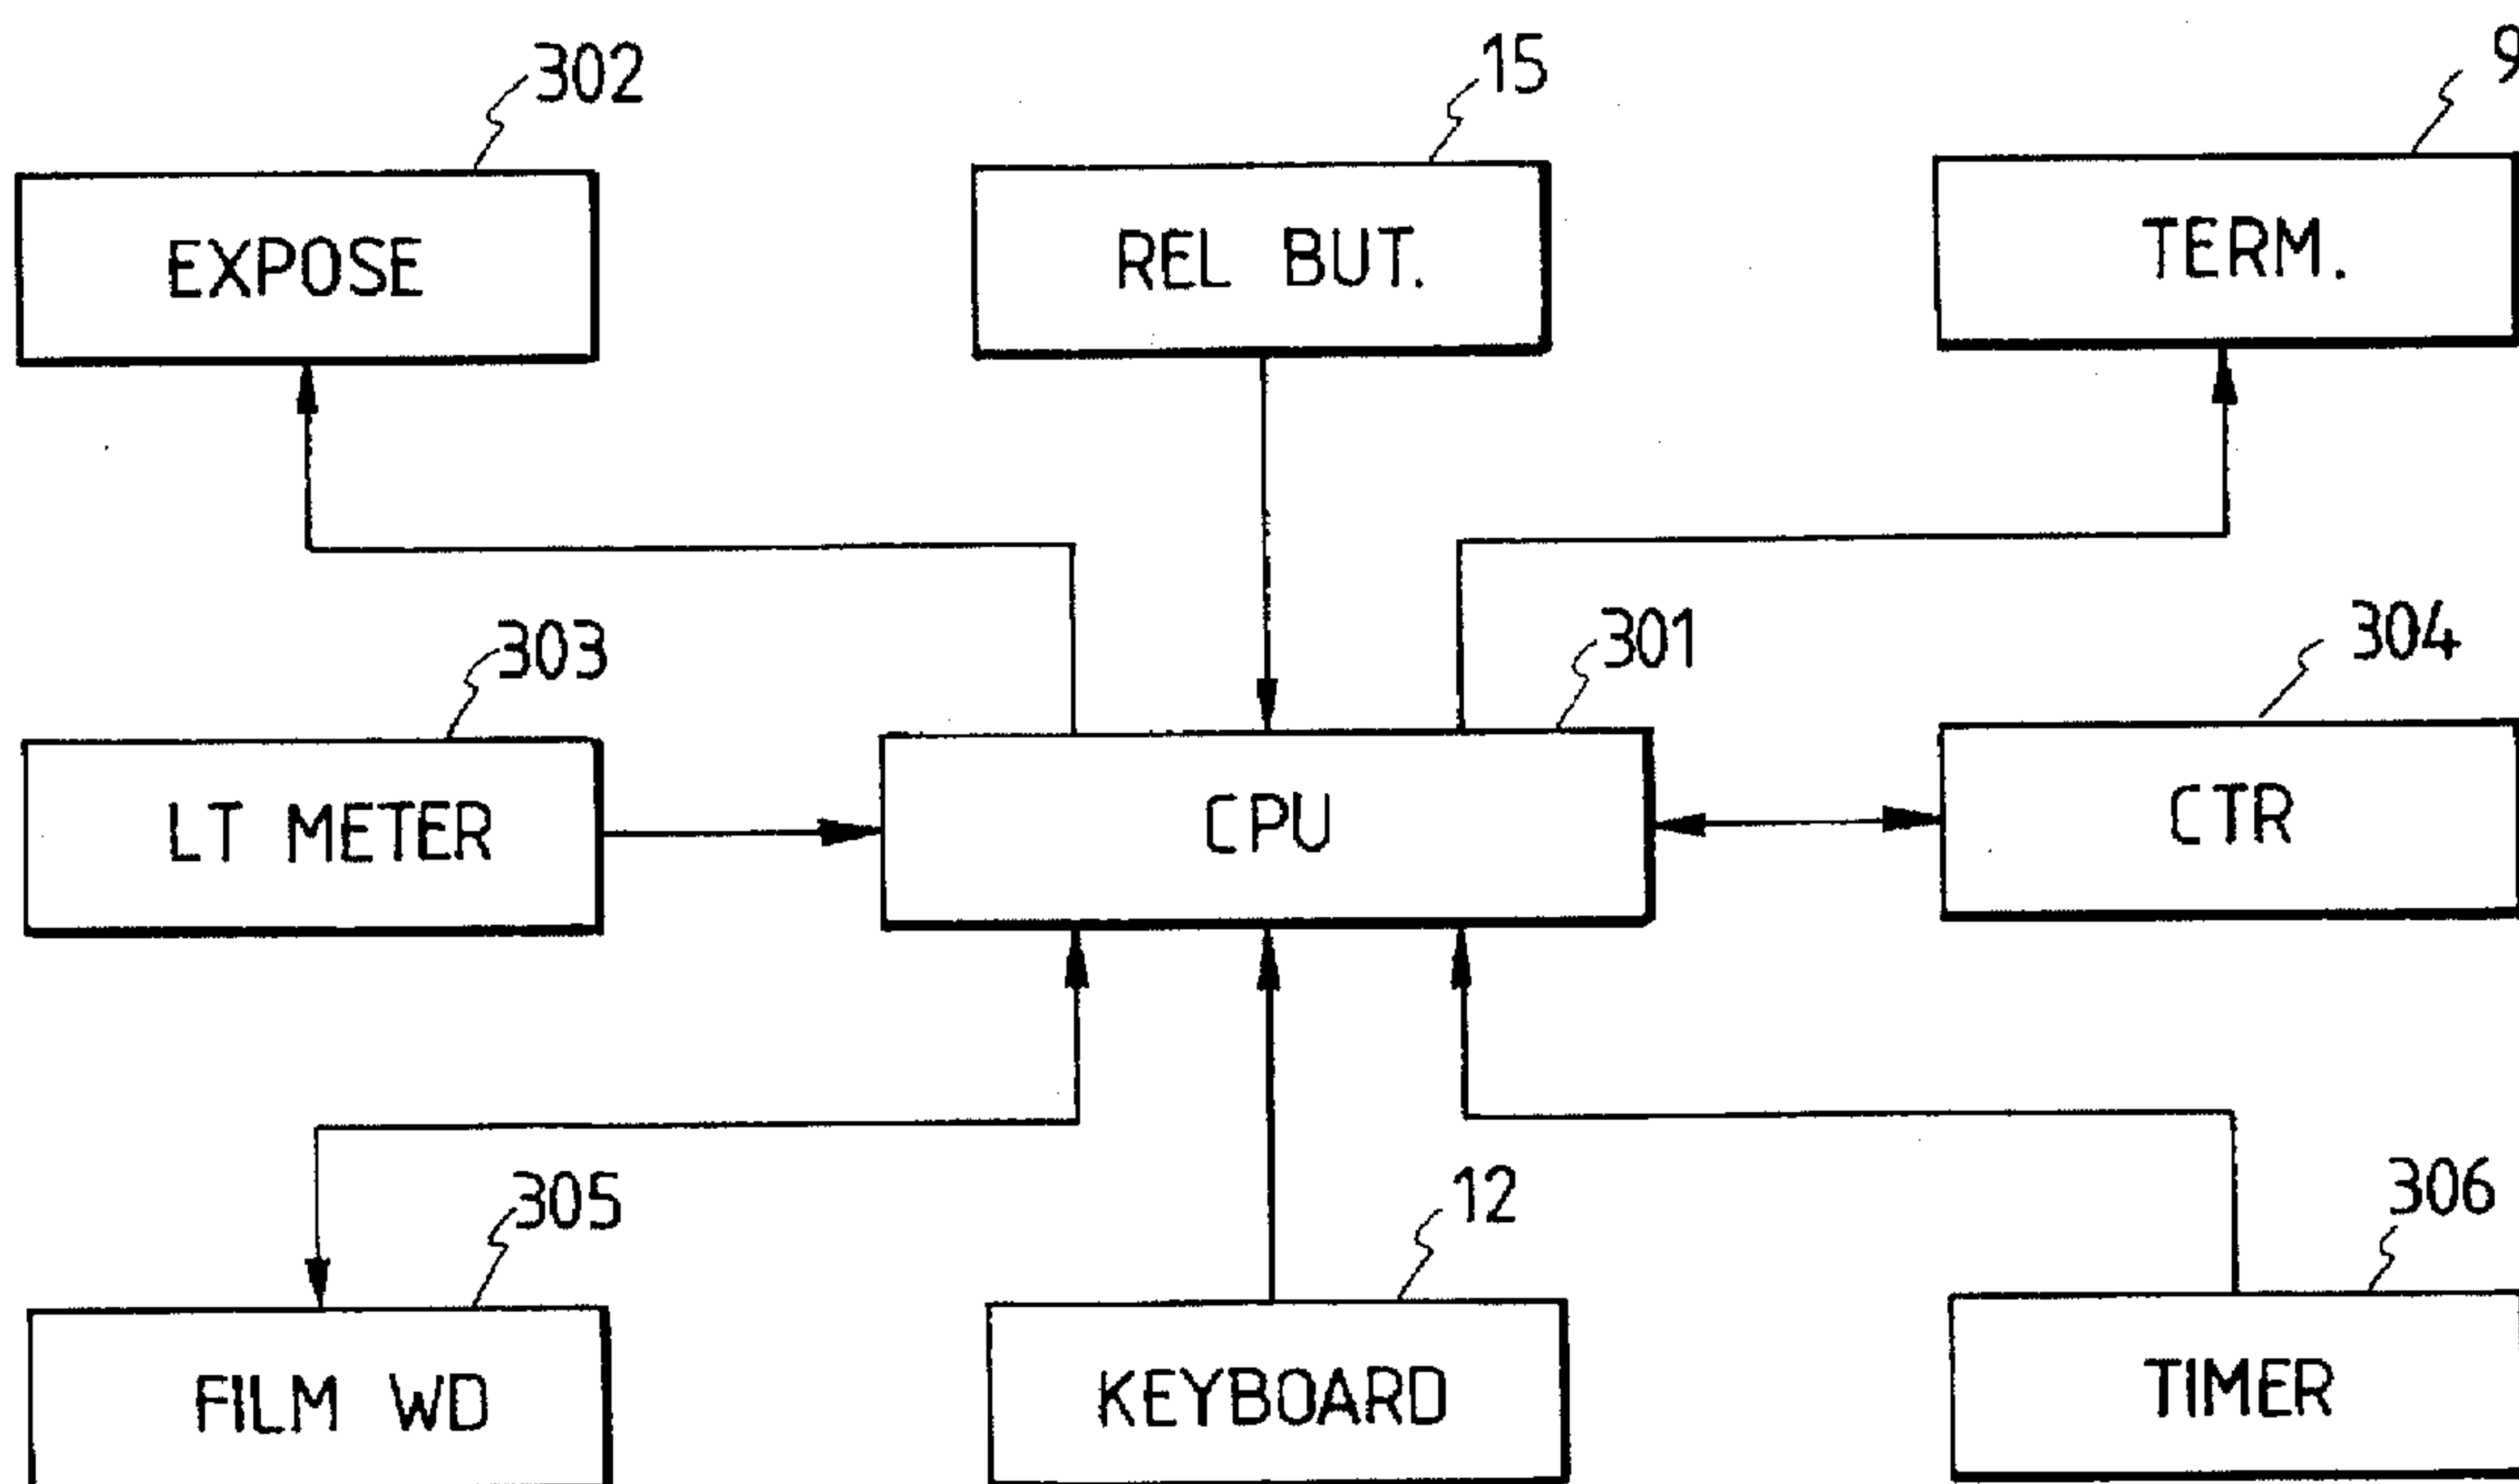 302
15
9
EXPOSE
REL BUT.
TERM.
303
301
304
LT METER
CPU
CTR
305
12
306
FILM WD
KEYBOARD
TIMER